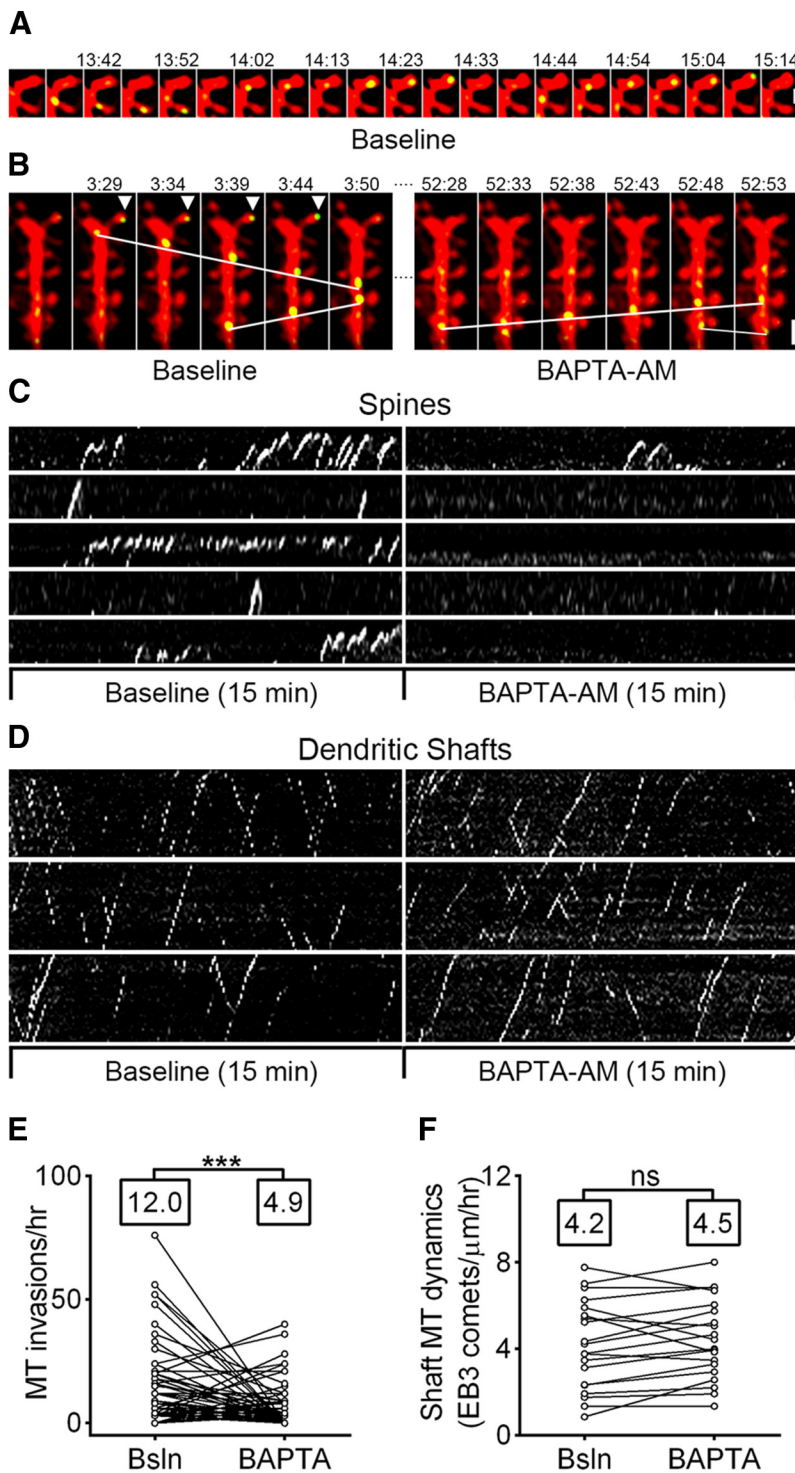 A
13:42 13:52 14:02 14:13 14:23 14:33 14:44 14:54 15:04 15:14
Baseline
B
3:29 3:34 3:39 3:44 3:50 52:28 52:33 52:38 52:43 52:48 52:53
Baseline BAPTA-AM
C
Spines
Baseline (15 min) BAPTA-AM (15 min)
D
Dendritic Shafts
Baseline (15 min) BAPTA-AM (15 min)
E
MT invasions/hr
100
50
0
***
12.0 4.9
Bsln BAPTA
F
Shaft MT dynamics
(EB3 comets/μm/hr)
12
8
4
0
ns
4.2 4.5
Bsln BAPTA